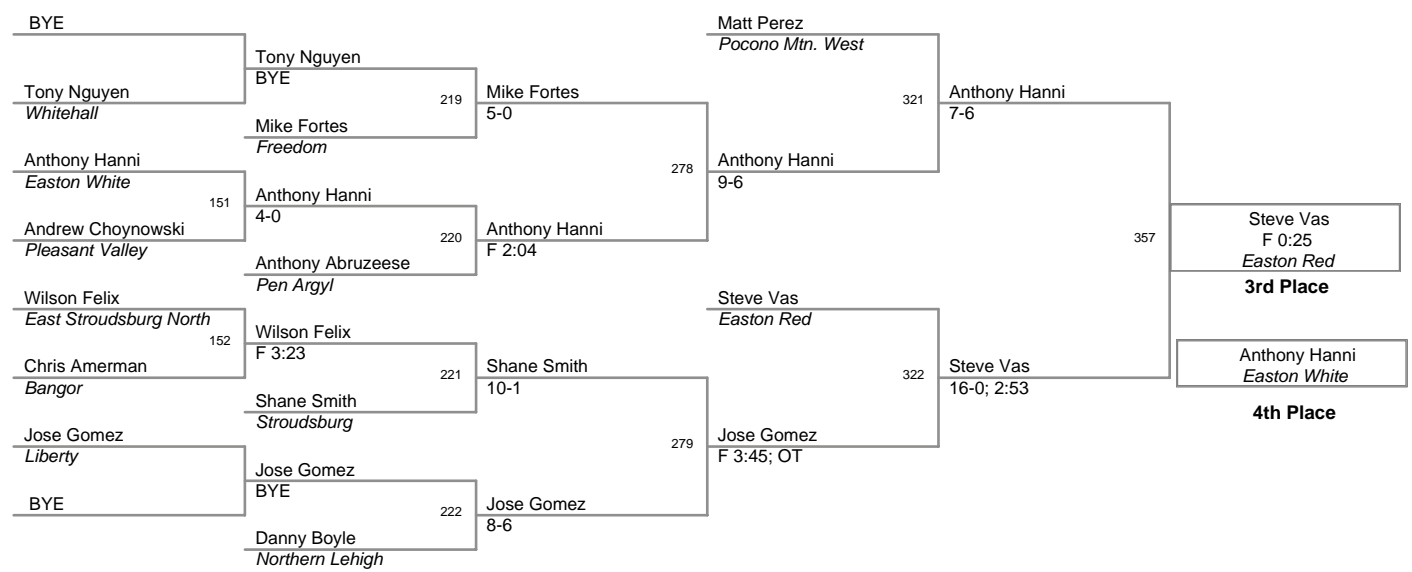 BYE
Tony Nguyen
Whitehall
Anthony Hanni
Easton White
151
Andrew Choynowski
Pleasant Valley
Wilson Felix
East Stroudsburg North
152
Chris Amerman
Bangor
Jose Gomez
Liberty
BYE
Tony Nguyen
BYE
219
Mike Fortes
Freedom
Anthony Hanni
4-0
220
Anthony Abruzeese
Pen Argyl
Wilson Felix
F 3:23
221
Shane Smith
Stroudsburg
Jose Gomez
BYE
222
Danny Boyle
Northern Lehigh
Mike Fortes
5-0
278
Anthony Hanni
F 2:04
Shane Smith
10-1
279
Jose Gomez
8-6
Matt Perez
Pocono Mtn. West
321
Anthony Hanni
9-6
Steve Vas
Easton Red
322
Jose Gomez
F 3:45; OT
Anthony Hanni
7-6
357
Steve Vas
16-0; 2:53
Steve Vas
F 0:25
Easton Red
3rd Place
Anthony Hanni
Easton White
4th Place